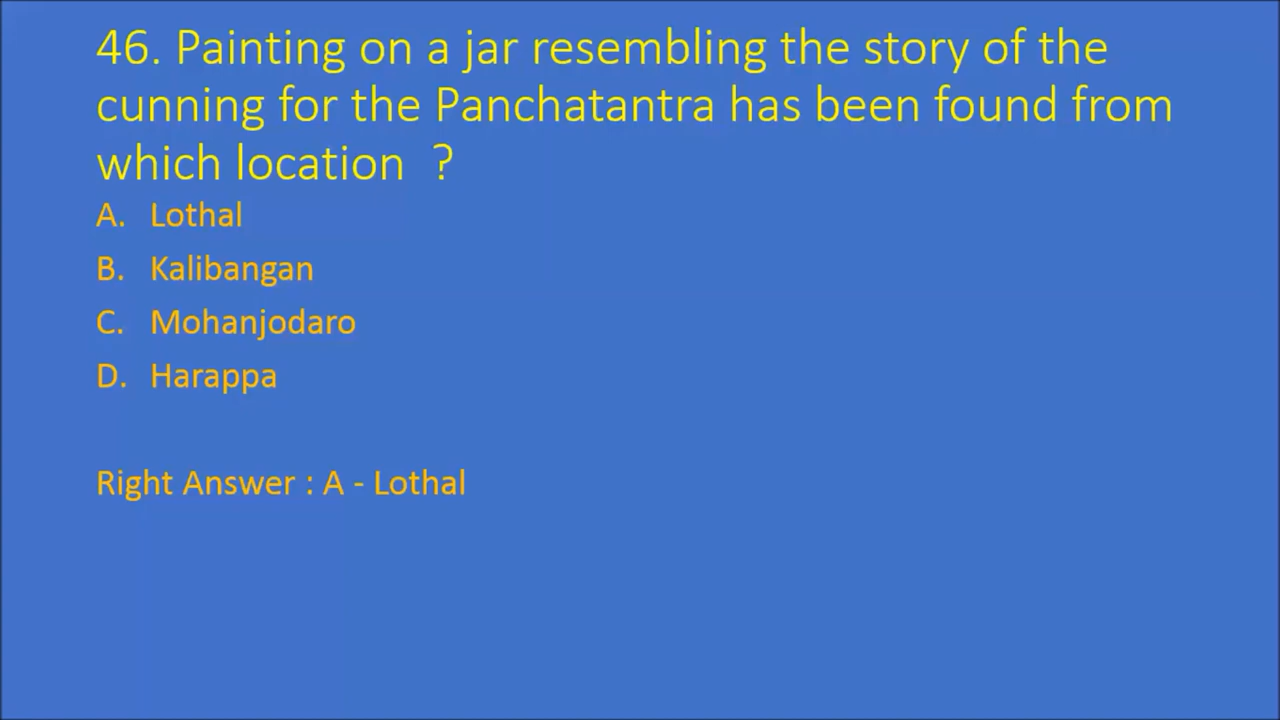 46. Painting on a jar resembling the story of the
cunning for the Panchatantra has been found from
which location ?
A. Lothal
B. Kalibangan
C. Mohanjodaro
D. Harappa
Right Answer : A - Lothal